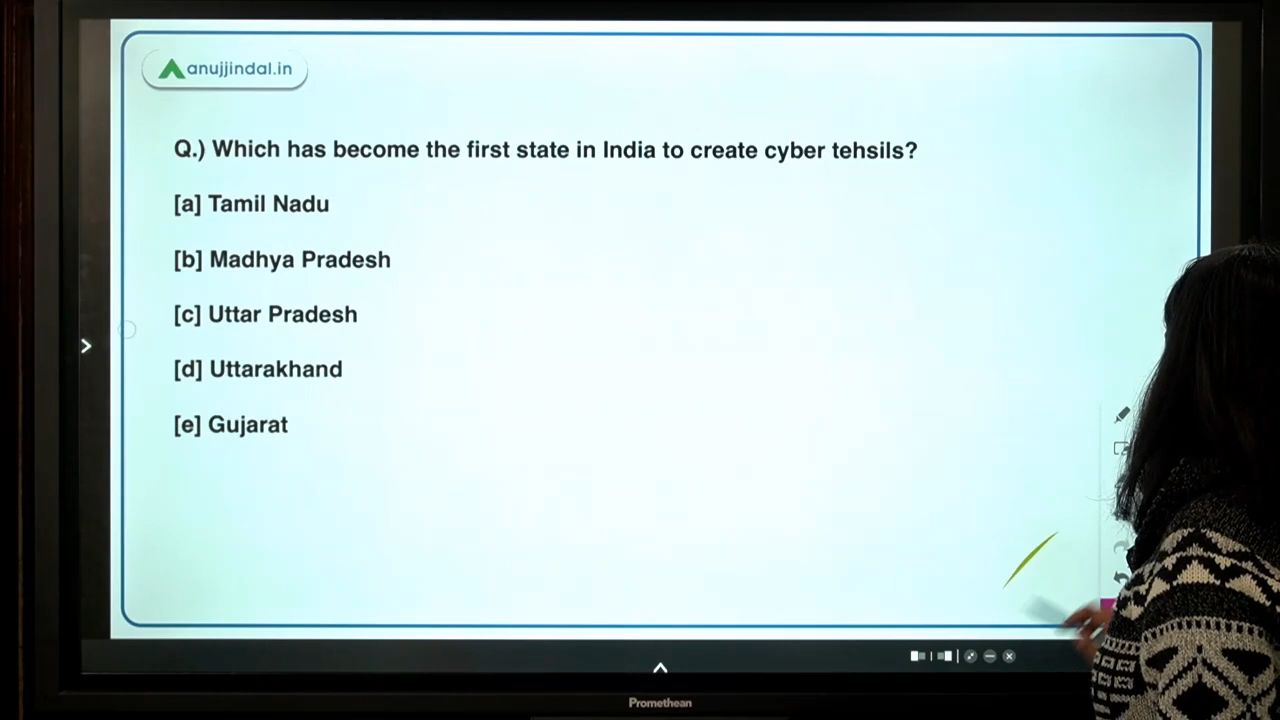 anujjindal.in
Q.) Which has become the first state in India to create cyber tehsils?
[a] Tamil Nadu
[b] Madhya Pradesh
[c] Uttar Pradesh
[d] Uttarakhand
[e] Gujarat
Promethean